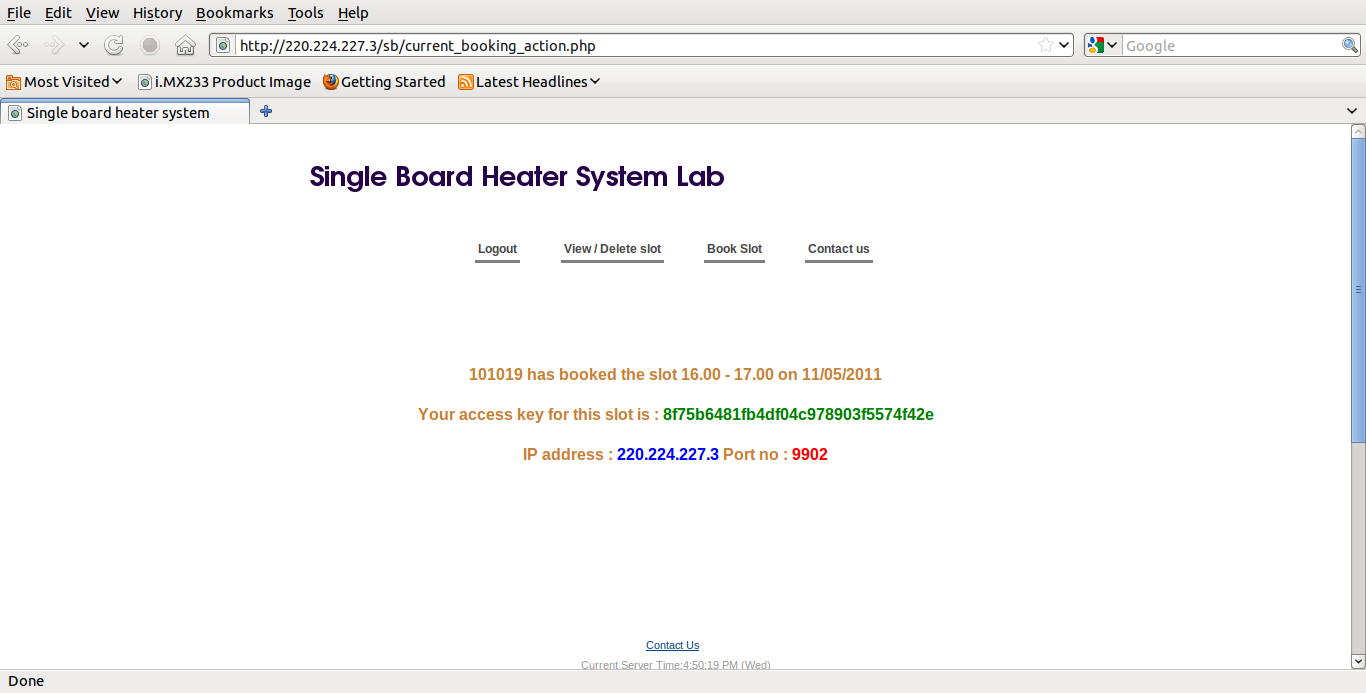 File Edit View History Bookmarks Tools Help
http://220.224.227.3/sb/current_booking_action.php Google
Most Visited i.MX233 Product Image Getting Started Latest Headlines
Single board heater system
Single Board Heater System Lab
Logout View / Delete slot Book Slot Contact us
101019 has booked the slot 16.00 - 17.00 on 11/05/2011
Your access key for this slot is : 8f75b6481fb4df04c978903f5574f42e
IP address : 220.224.227.3 Port no : 9902
Contact Us
Current Server Time:4:50:19 PM (Wed)
Done